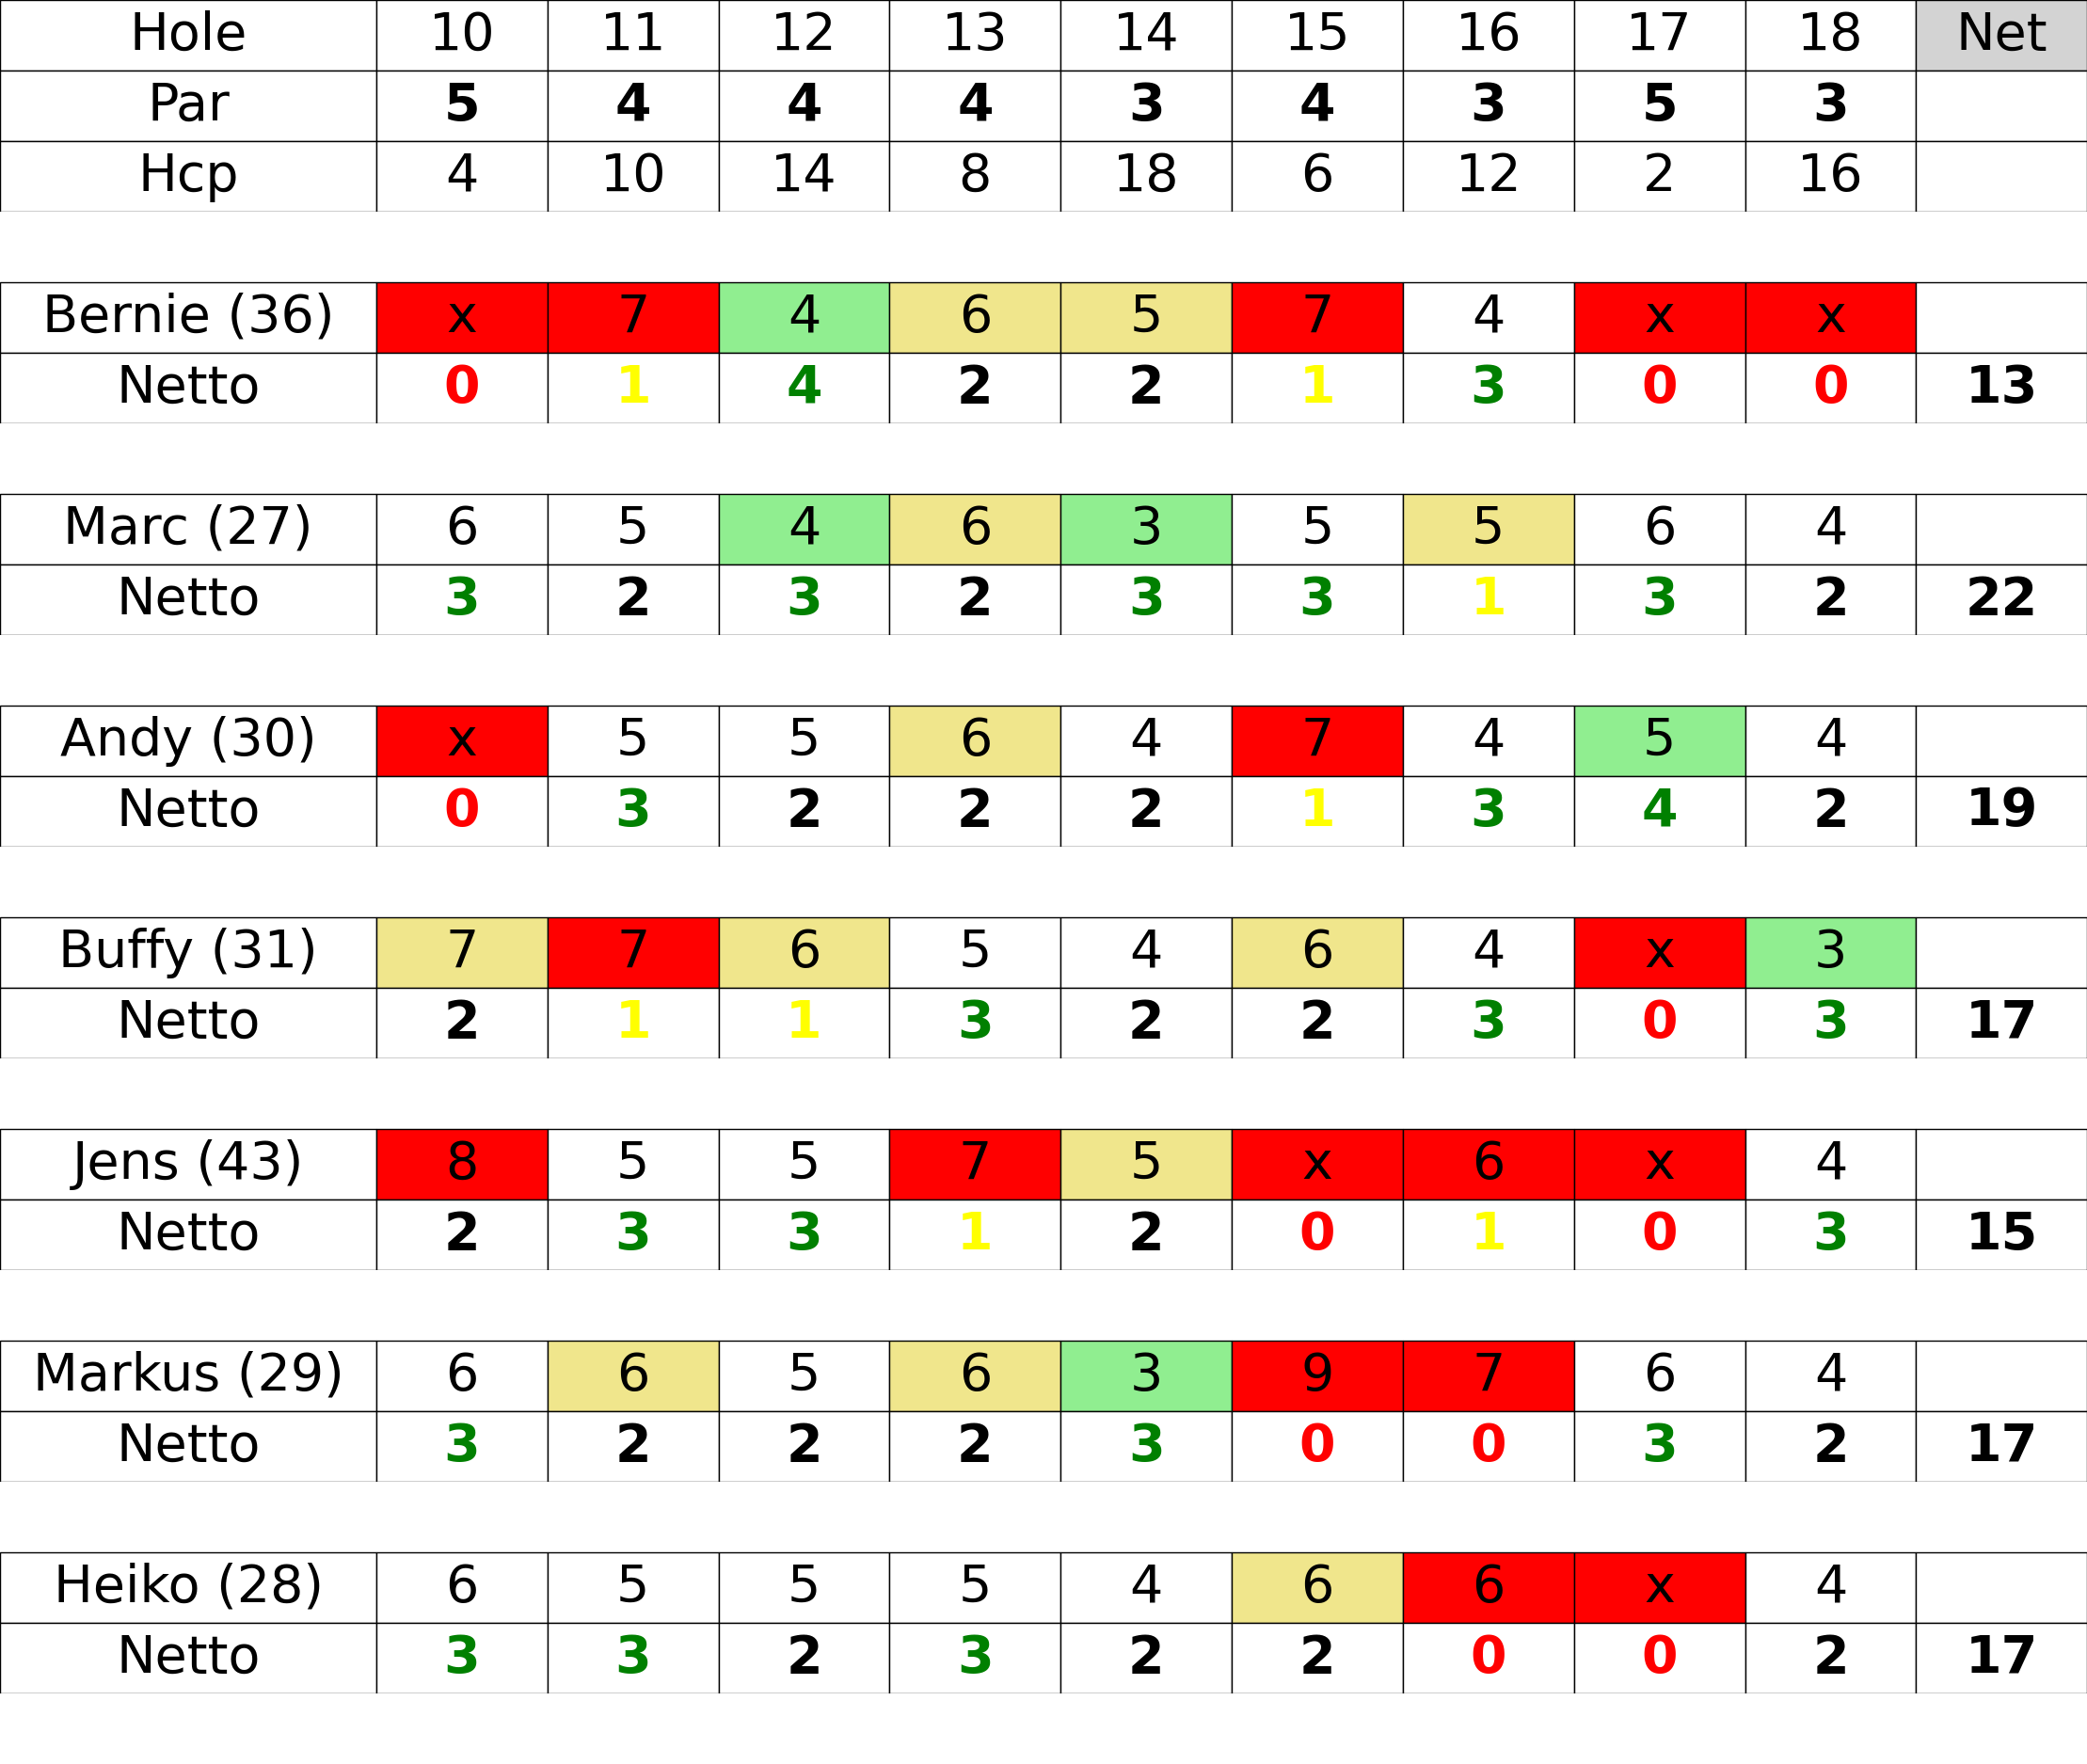 Hole 10 11 12 13 14 15 16 17 18 Net
Par 5 4 4 4 3 4 3 5 3
Hcp 4 10 14 8 18 6 12 2 16
Bernie (36) x 7 4 6 5 7 4 x x
Netto 0 1 4 2 2 1 3 0 0 13
Marc (27) 6 5 4 6 3 5 5 6 4
Netto 3 2 3 2 3 3 1 3 2 22
Andy (30) x 5 5 6 4 7 4 5 4
Netto 0 3 2 2 2 1 3 4 2 19
Buffy (31) 7 7 6 5 4 6 4 x 3
Netto 2 1 1 3 2 2 3 0 3 17
Jens (43) 8 5 5 7 5 x 6 x 4
Netto 2 3 3 1 2 0 1 0 3 15
Markus (29) 6 6 5 6 3 9 7 6 4
Netto 3 2 2 2 3 0 0 3 2 17
Heiko (28) 6 5 5 5 4 6 6 x 4
Netto 3 3 2 3 2 2 0 0 2 17